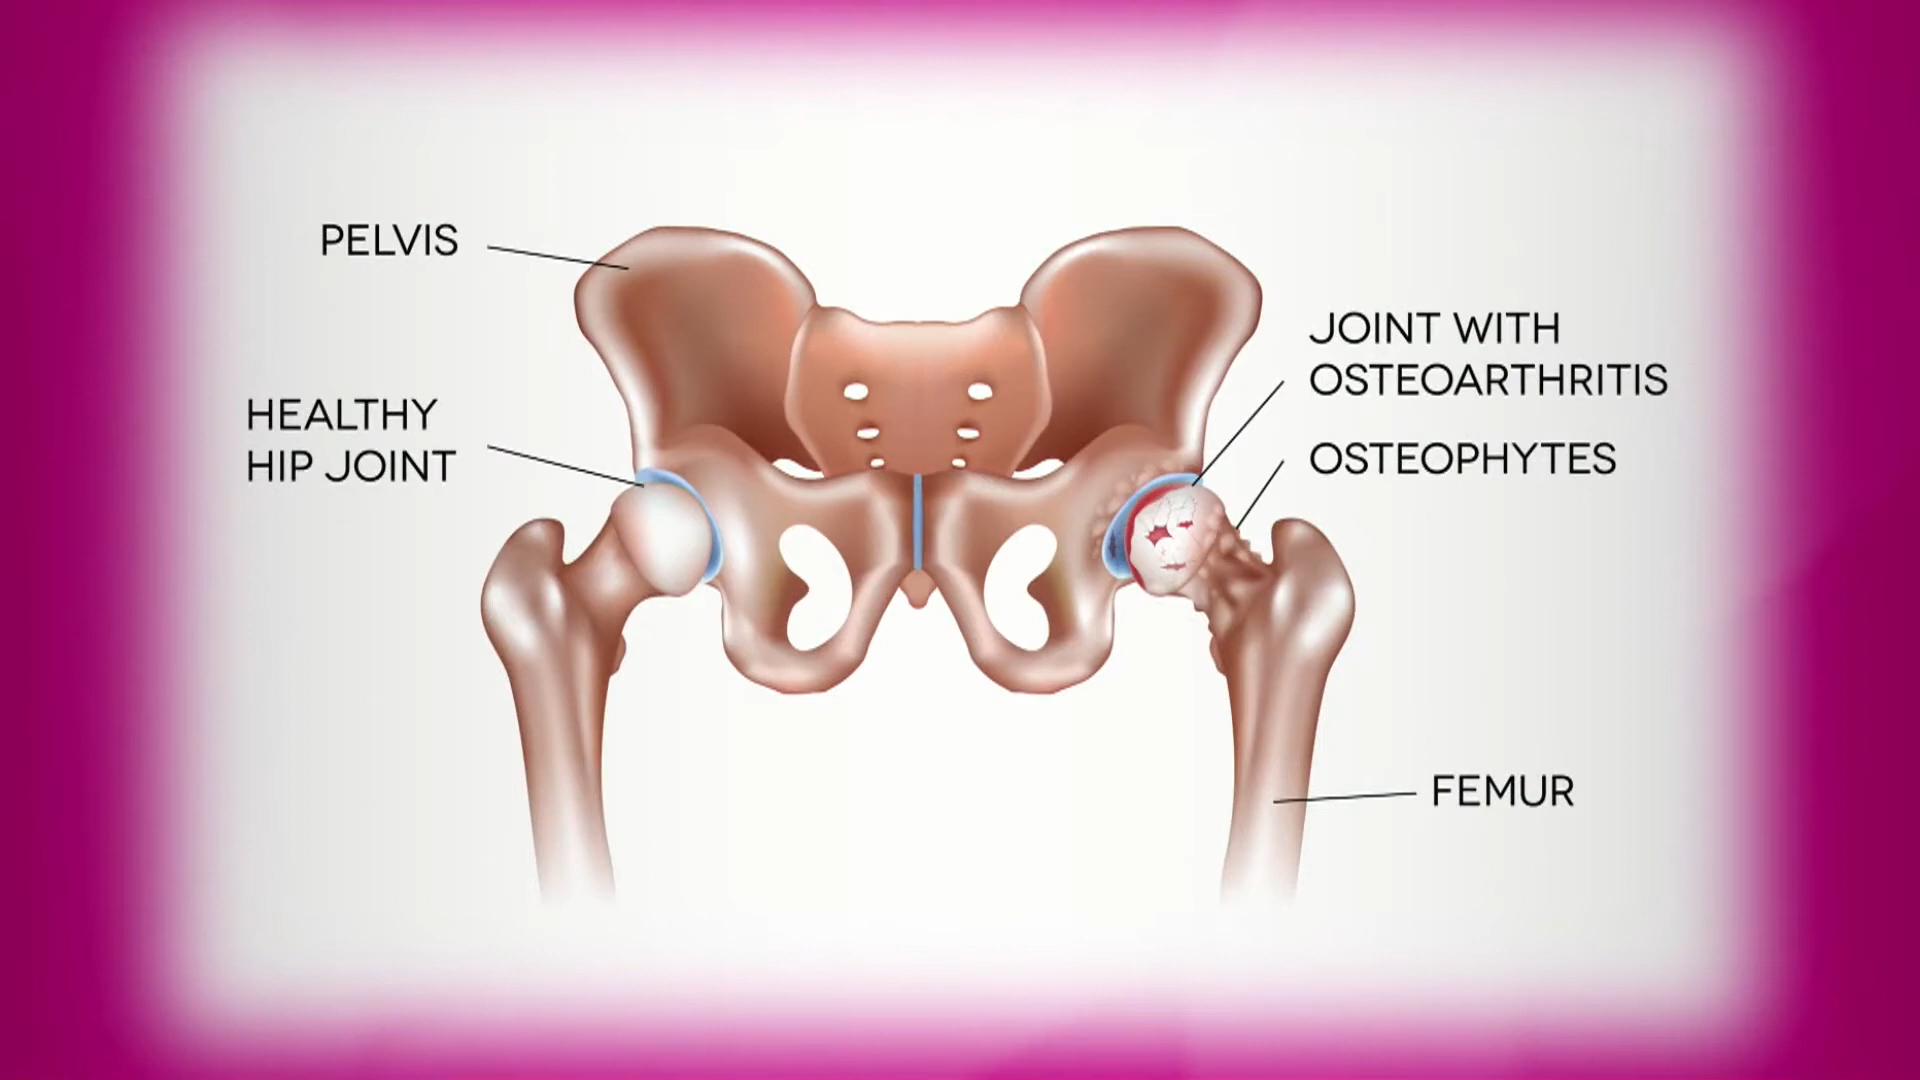 PELVIS
HEALTHY
HIP JOINT
JOINT WITH
OSTEOARTHRITIS
OSTEOPHYTES
FEMUR